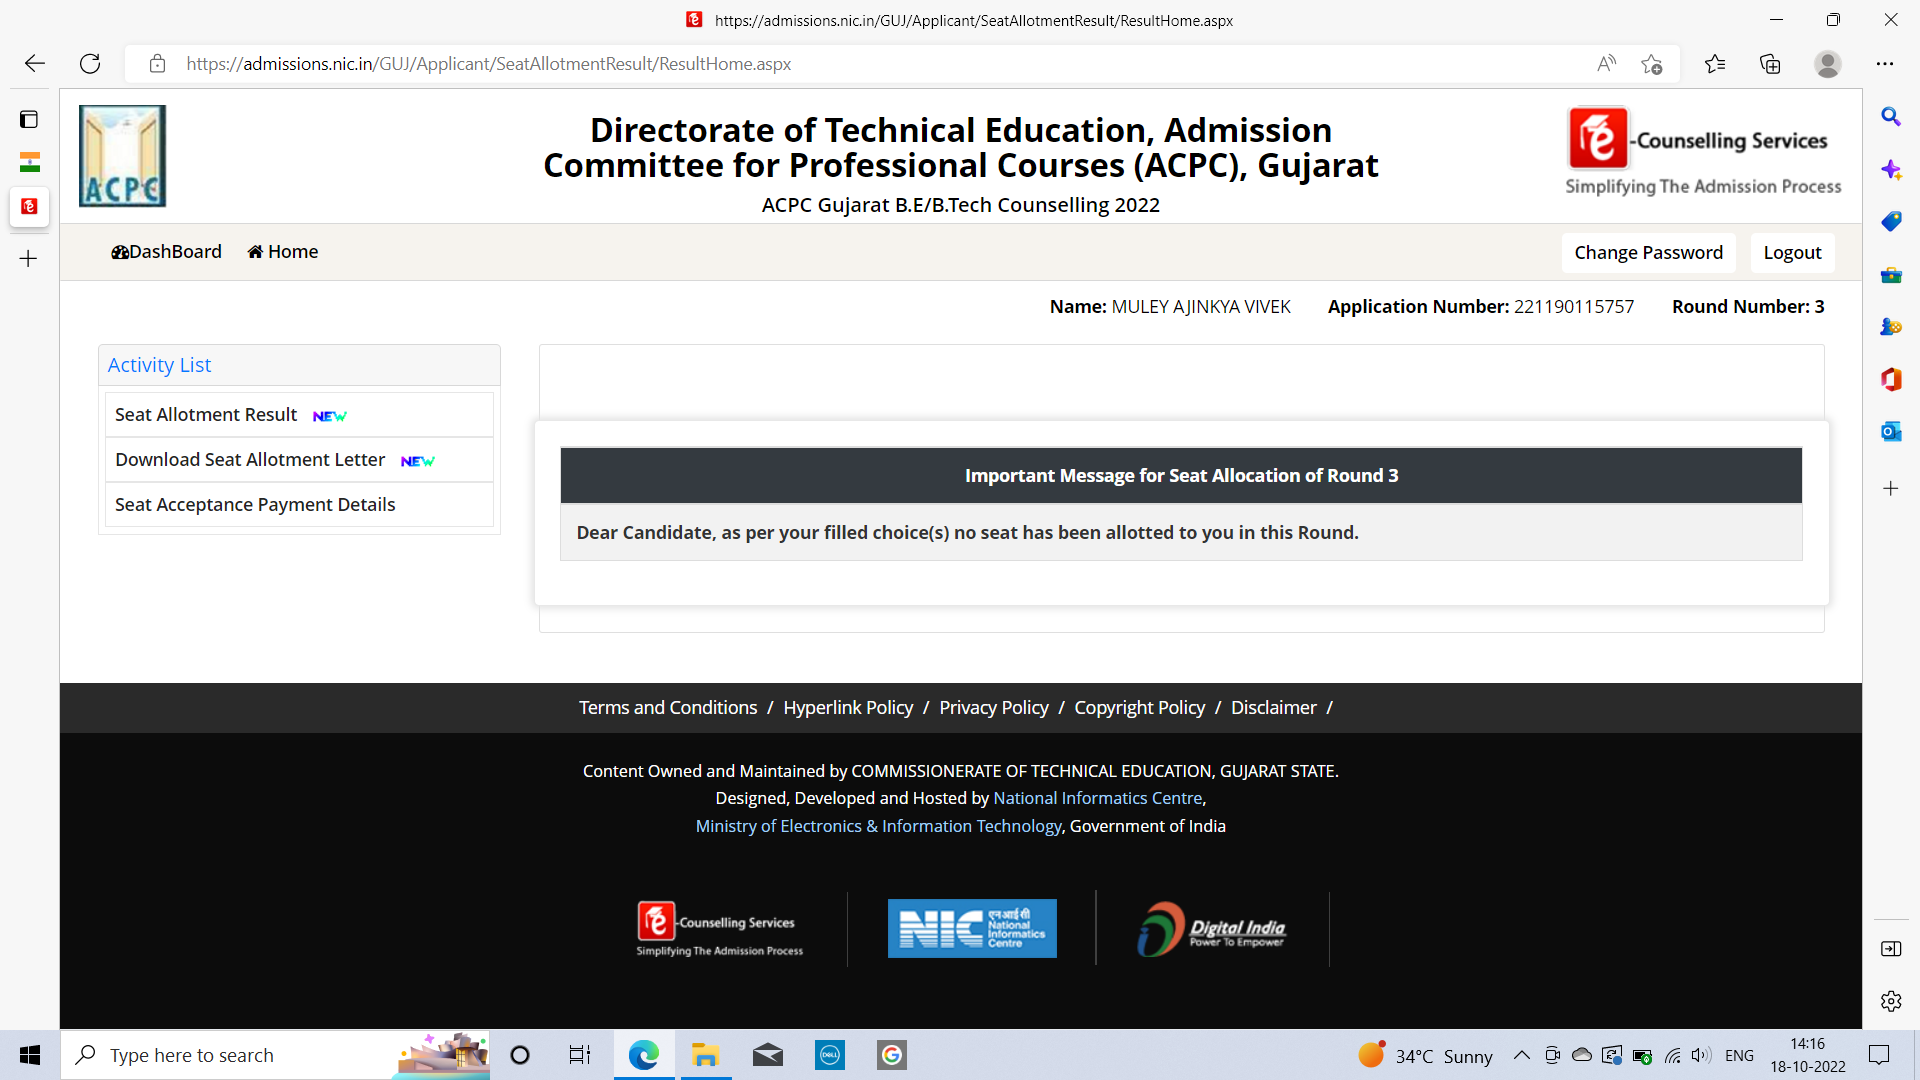 https://admissions.nic.in/GUJ/Applicant/SeatAllotmentResult/ResultHome.aspx
https://admissions.nic.in/GUJ/Applicant/SeatAllotmentResult/ResultHome.aspx
ACPC
Directorate of Technical Education, Admission
Committee for Professional Courses (ACPC), Gujarat
ACPC Gujarat B.E/B.Tech Counselling 2022
e-Counselling Services
Simplifying The Admission Process
DashBoard Home
Change Password Logout
Name: MULEY AJINKYA VIVEK Application Number: 221190115757 Round Number: 3
Activity List
Seat Allotment Result NEW
Download Seat Allotment Letter NEW
Seat Acceptance Payment Details
Important Message for Seat Allocation of Round 3
Dear Candidate, as per your filled choice(s) no seat has been allotted to you in this Round.
Terms and Conditions / Hyperlink Policy / Privacy Policy / Copyright Policy / Disclaimer /
Content Owned and Maintained by COMMISSIONERATE OF TECHNICAL EDUCATION, GUJARAT STATE.
Designed, Developed and Hosted by National Informatics Centre,
Ministry of Electronics & Information Technology, Government of India
e-Counselling Services
Simplifying The Admission Process
NIC एनआईसी
National
Informatics
Centre
Digital India
Power To Empower
Type here to search
DELL
34°C Sunny
ENG
14:16
18-10-2022